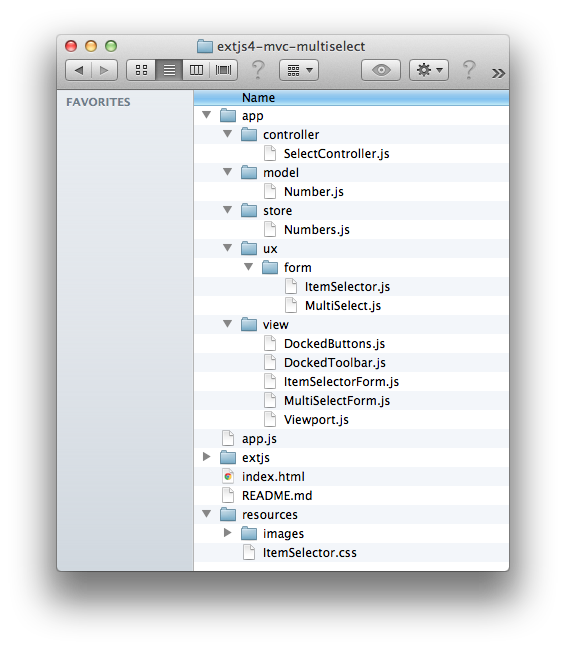 extjs4-mvc-multiselect
FAVORITES
Name
app
controller
SelectController.js
model
Number.js
store
Numbers.js
ux
form
ItemSelector.js
MultiSelect.js
view
DockedButtons.js
DockedToolbar.js
ItemSelectorForm.js
MultiSelectForm.js
Viewport.js
app.js
extjs
index.html
README.md
resources
images
ItemSelector.css